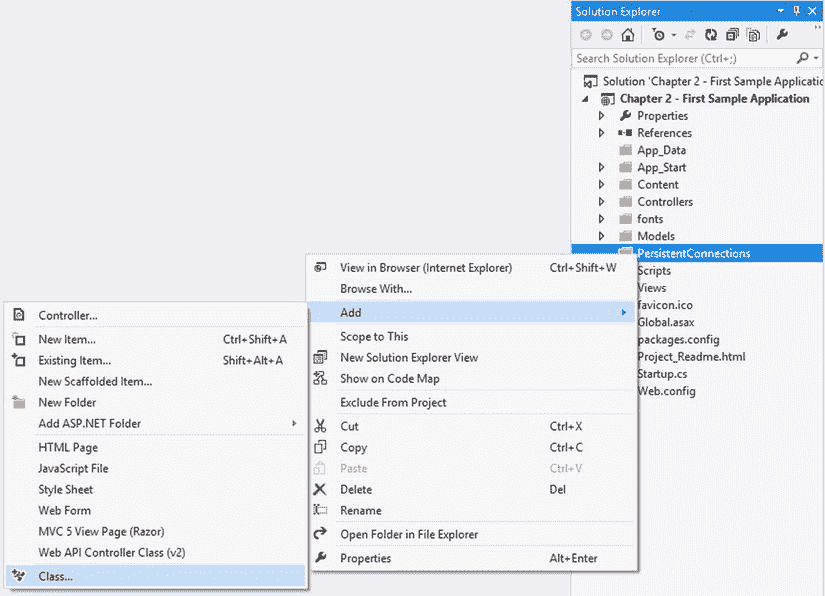 Solution Explorer
Search Solution Explorer (Ctrl+;)
Solution 'Chapter 2 - First Sample Applicatic
Chapter 2 - First Sample Application
Properties
References
App_Data
App_Start
Content
Controllers
fonts
Models
PersistentConnections
Scripts
Views
favicon.ico
Global.asax
packages.config
Project_Readme.html
Startup.cs
Web.config
View in Browser (Internet Explorer) Ctrl+Shift+W
Browse With...
Add
Scope to This
New Solution Explorer View
Show on Code Map
Exclude From Project
Cut Ctrl+X
Copy Ctrl+C
Paste Ctrl+V
Delete Del
Rename
Open Folder in File Explorer
Properties Alt+Enter
Controller...
New Item... Ctrl+Shift+A
Existing Item... Shift+Alt+A
New Scaffolded Item...
New Folder
Add ASP.NET Folder
HTML Page
JavaScript File
Style Sheet
Web Form
MVC 5 View Page (Razor)
Web API Controller Class (v2)
Class...